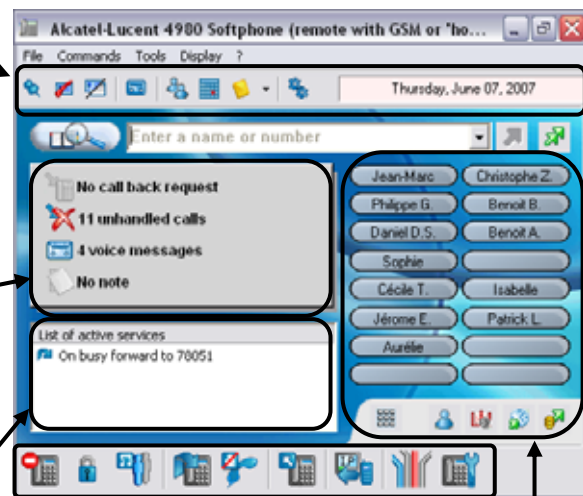 Alcatel-Lucent 4980 Softphone (remote with GSM or "ho...
File Commands Tools Display ?
Thursday, June 07, 2007
Enter a name or number
No call back request
11 unhandled calls
4 voice messages
No note
List of active services
On busy forward to 78051
Jean-Marc Christophe Z.
Philippe G. Benoit B.
Daniel D.S. Benoit A.
Sophie
Cécile T. Isabelle
Jérome E. Patrick L.
Aurélie